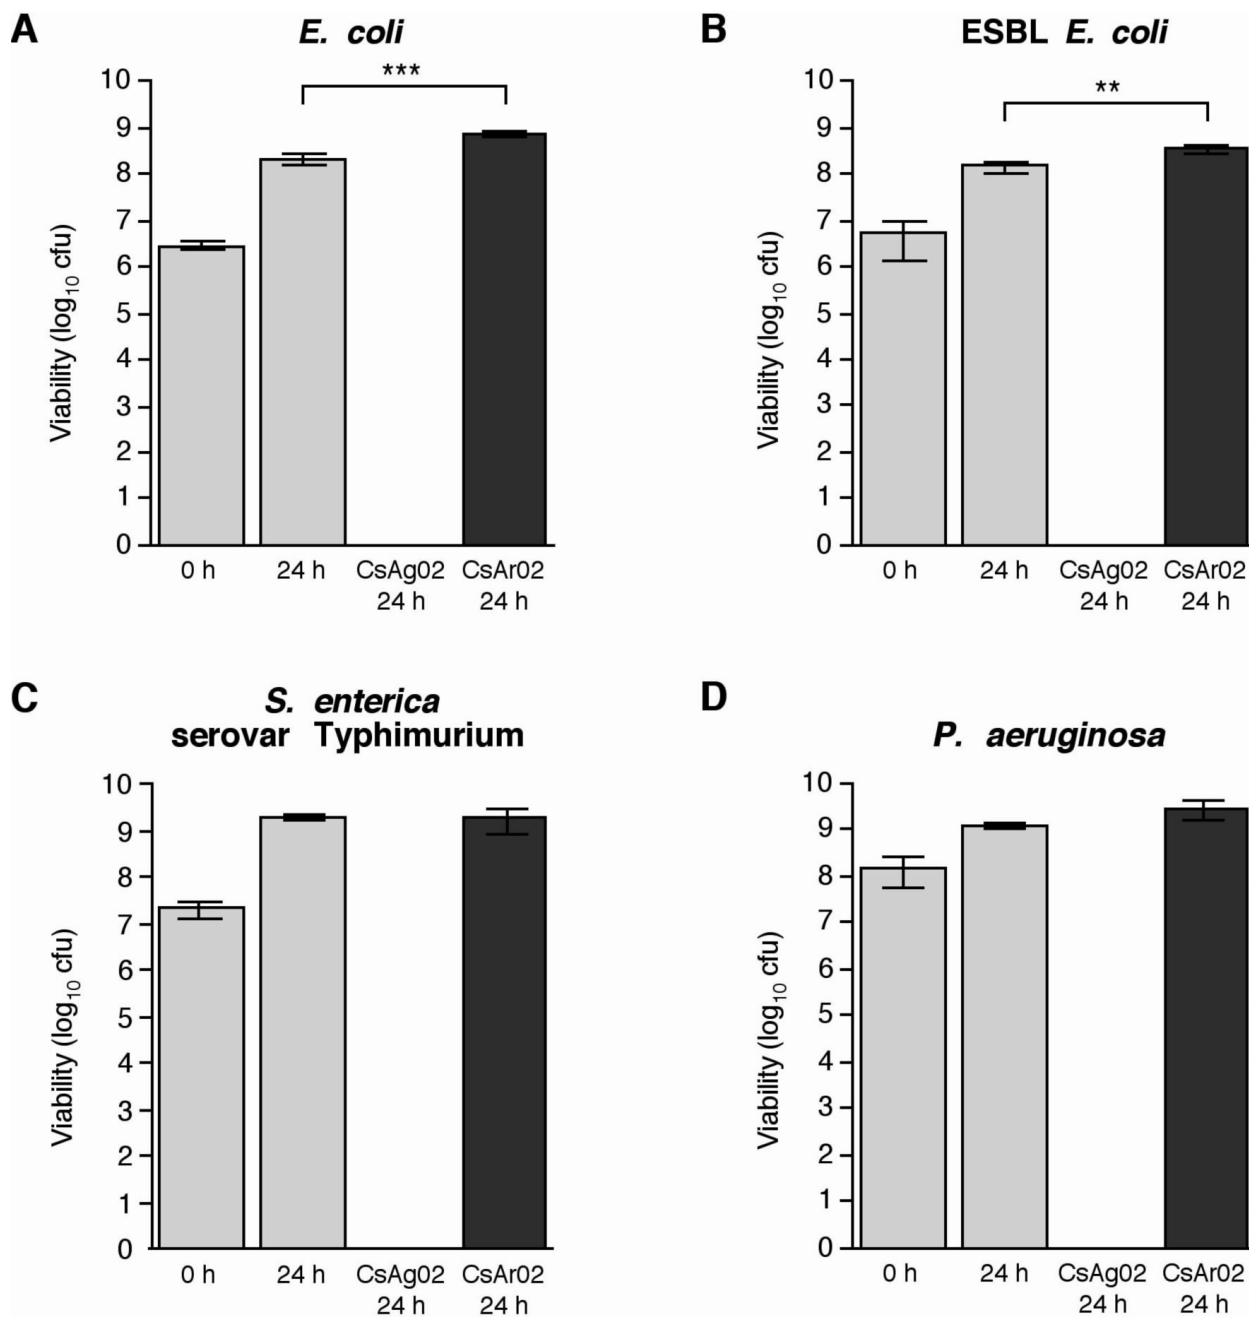 A
E. coli
***
10
9
8
7
6
5
4
3
2
1
0
Viability (log10 cfu)
0 h
24 h
CsAg02
24 h
CsAr02
24 h
B
ESBL E. coli
**
10
9
8
7
6
5
4
3
2
1
0
Viability (log10 cfu)
0 h
24 h
CsAg02
24 h
CsAr02
24 h
C
S. enterica
serovar Typhimurium
10
9
8
7
6
5
4
3
2
1
0
Viability (log10 cfu)
0 h
24 h
CsAg02
24 h
CsAr02
24 h
D
P. aeruginosa
10
9
8
7
6
5
4
3
2
1
0
Viability (log10 cfu)
0 h
24 h
CsAg02
24 h
CsAr02
24 h